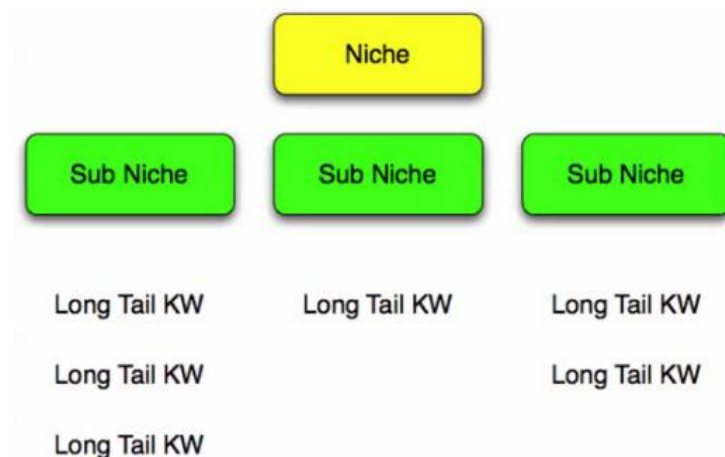 Niche
Sub Niche Sub Niche Sub Niche
Long Tail KW Long Tail KW Long Tail KW
Long Tail KW Long Tail KW
Long Tail KW